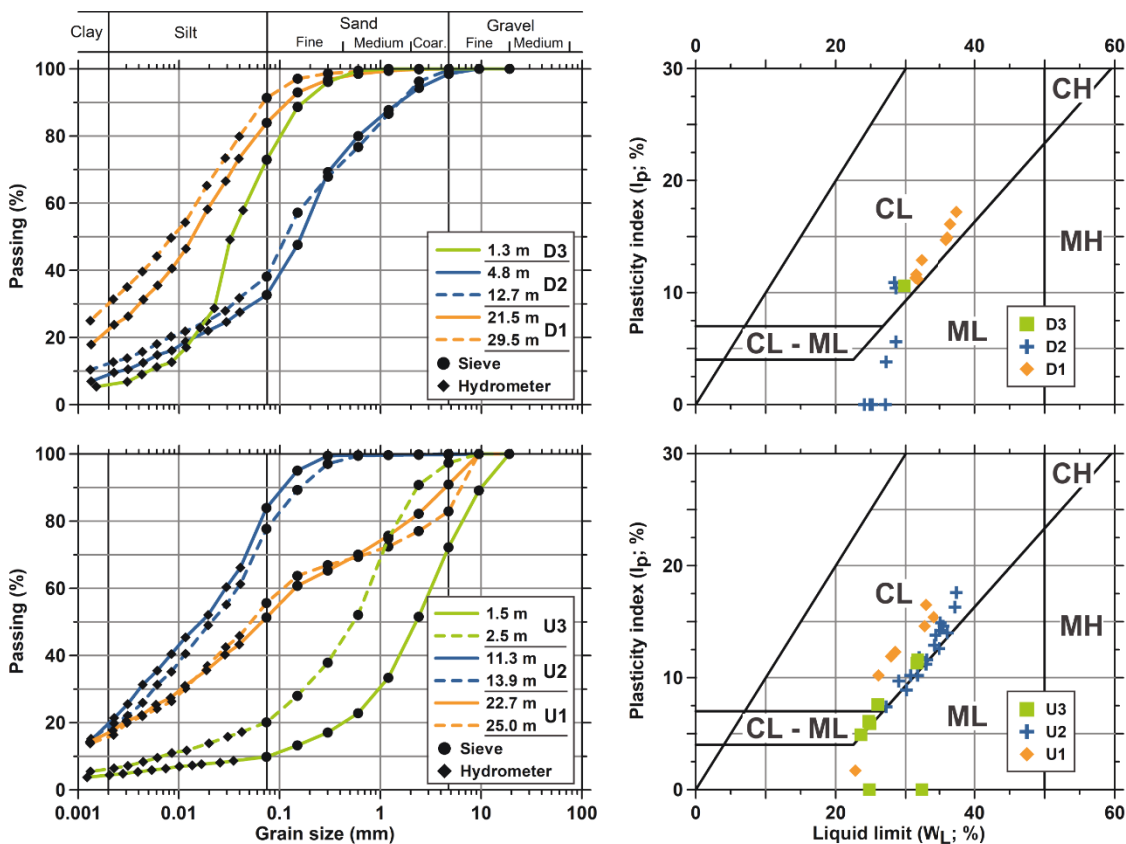 Clay Silt Sand Gravel
Fine Medium Coar. Fine Medium
Passing (%)
100
80
60
40
20
0
1.3 m D3
4.8 m D2
12.7 m
21.5 m D1
29.5 m
Sieve
Hydrometer
0 20 40 60
Plasticity index (Ip; %)
30
20
10
0
CH
CL
MH
CL - ML
ML
D3
D2
D1
Passing (%)
100
80
60
40
20
0
1.5 m U3
2.5 m
11.3 m U2
13.9 m
22.7 m U1
25.0 m
Sieve
Hydrometer
0.001 0.01 0.1 1 10 100
Grain size (mm)
Plasticity index (Ip; %)
30
20
10
0
CH
CL
MH
CL - ML
ML
U3
U2
U1
0 20 40 60
Liquid limit (WL; %)